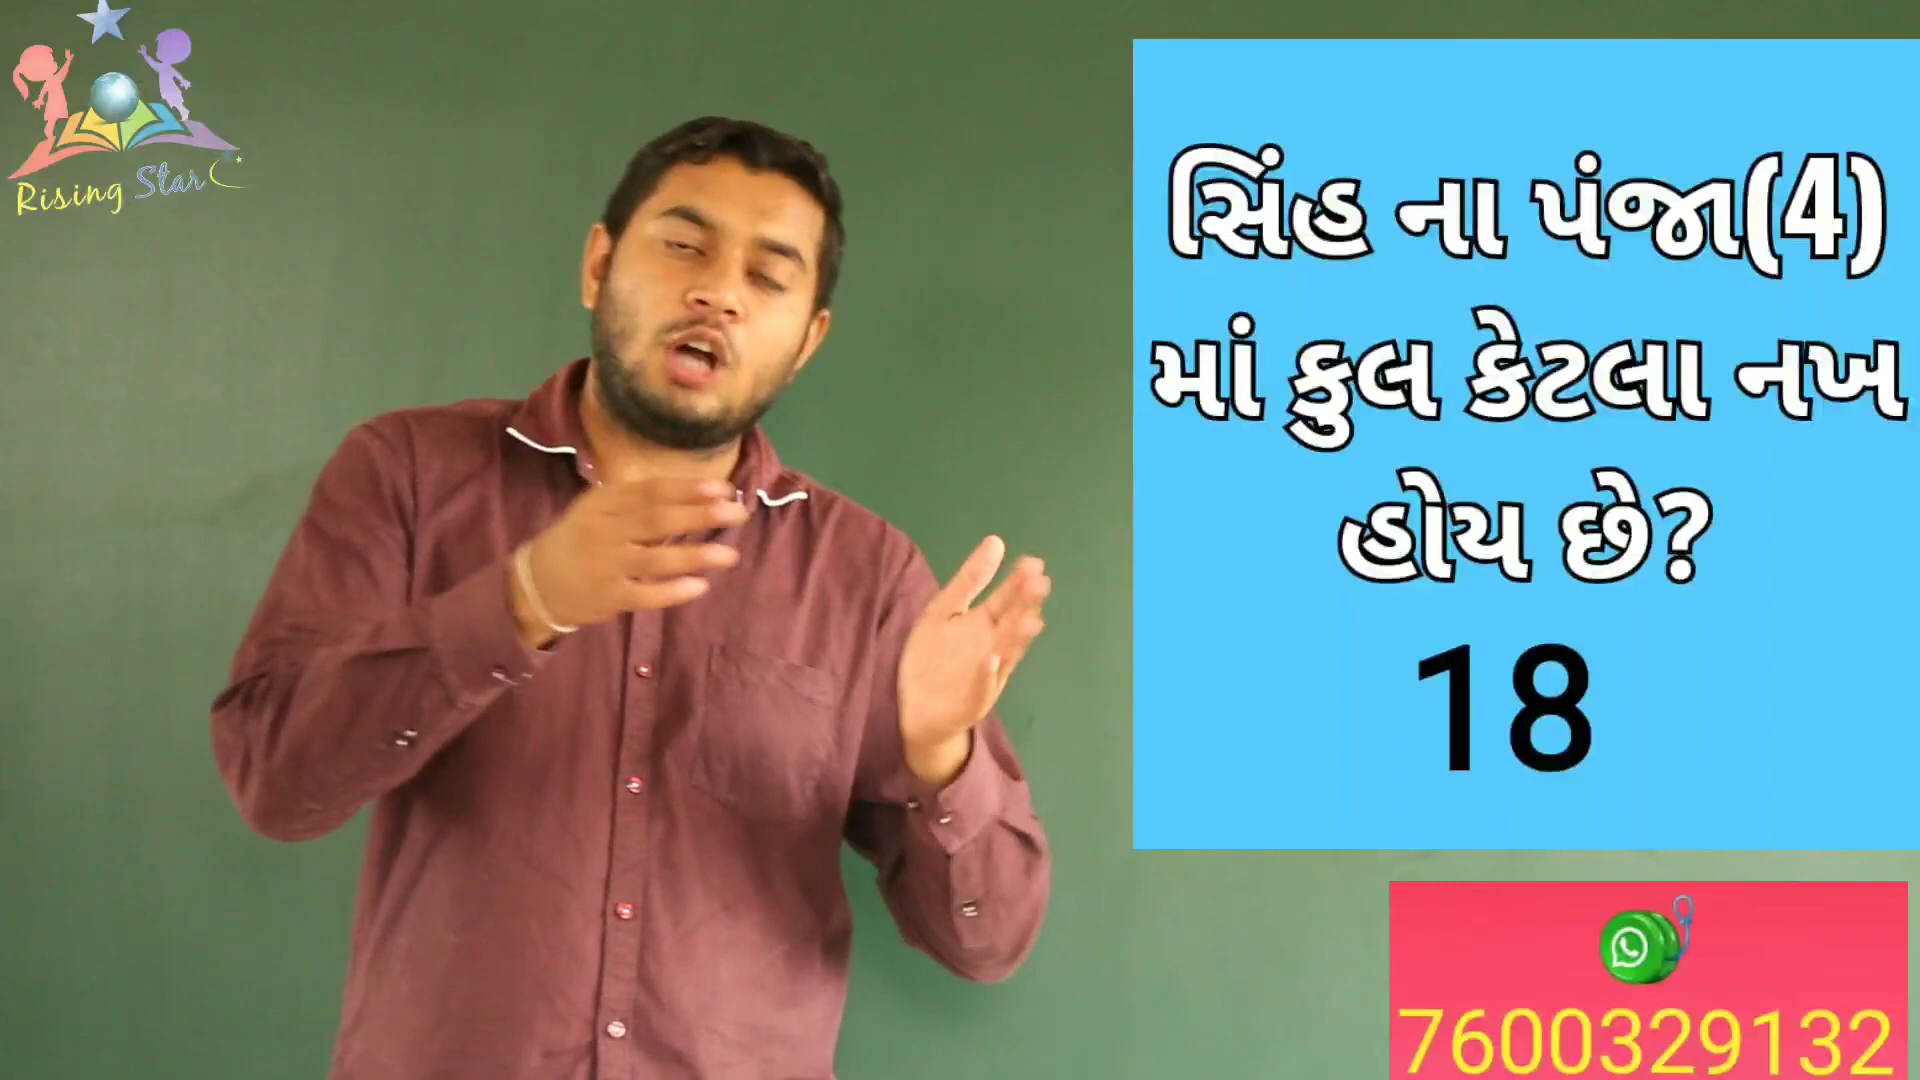 Rising Star
સિંહ ના પંજા(4)
માં કુલ કેટલા નખ
હોય છે?
18
7600329132